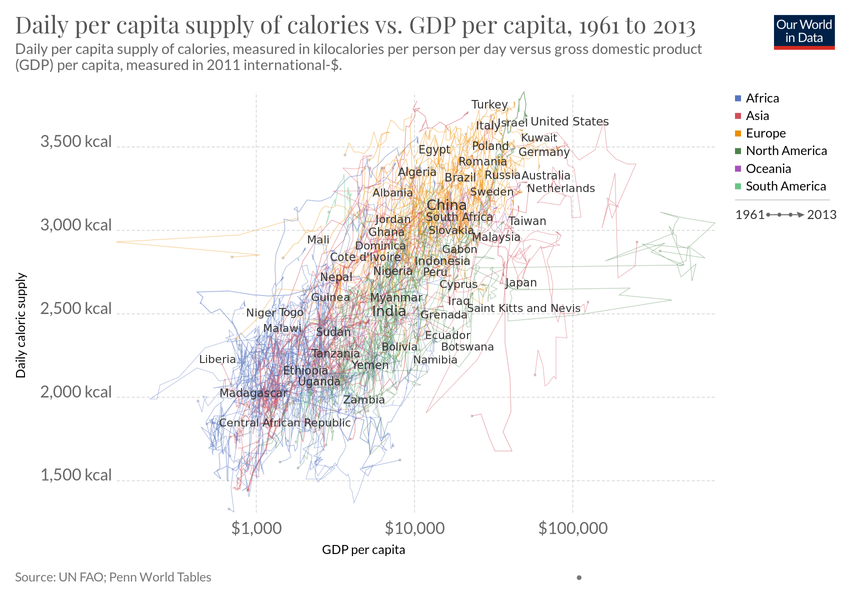 Daily per capita supply of calories vs. GDP per capita, 1961 to 2013
Daily per capita supply of calories, measured in kilocalories per person per day versus gross domestic product
(GDP) per capita, measured in 2011 international-$.
Our World
in Data
Africa
Asia
Europe
North America
Oceania
South America
1961
2013
Daily caloric supply
3,500 kcal
3,000 kcal
2,500 kcal
2,000 kcal
1,500 kcal
Turkey
Italy
Israel
United States
Kuwait
Egypt
Poland
Germany
Romania
Algeria
Brazil
Russia
Australia
Albania
Sweden
Netherlands
China
Jordan
South Africa
Taiwan
Ghana
Slovakia
Mali
Malaysia
Dominica
Gabon
Cote d'Ivoire
Indonesia
Nepal
Nigeria
Peru
Cyprus
Japan
Guinea
Myanmar
Iraq
Niger
Togo
India
Grenada
Saint Kitts and Nevis
Malawi
Sudan
Ecuador
Bolivia
Botswana
Liberia
Tanzania
Namibia
Ethiopia
Yemen
Uganda
Madagascar
Zambia
Central African Republic
$1,000
$10,000
$100,000
GDP per capita
Source: UN FAO; Penn World Tables